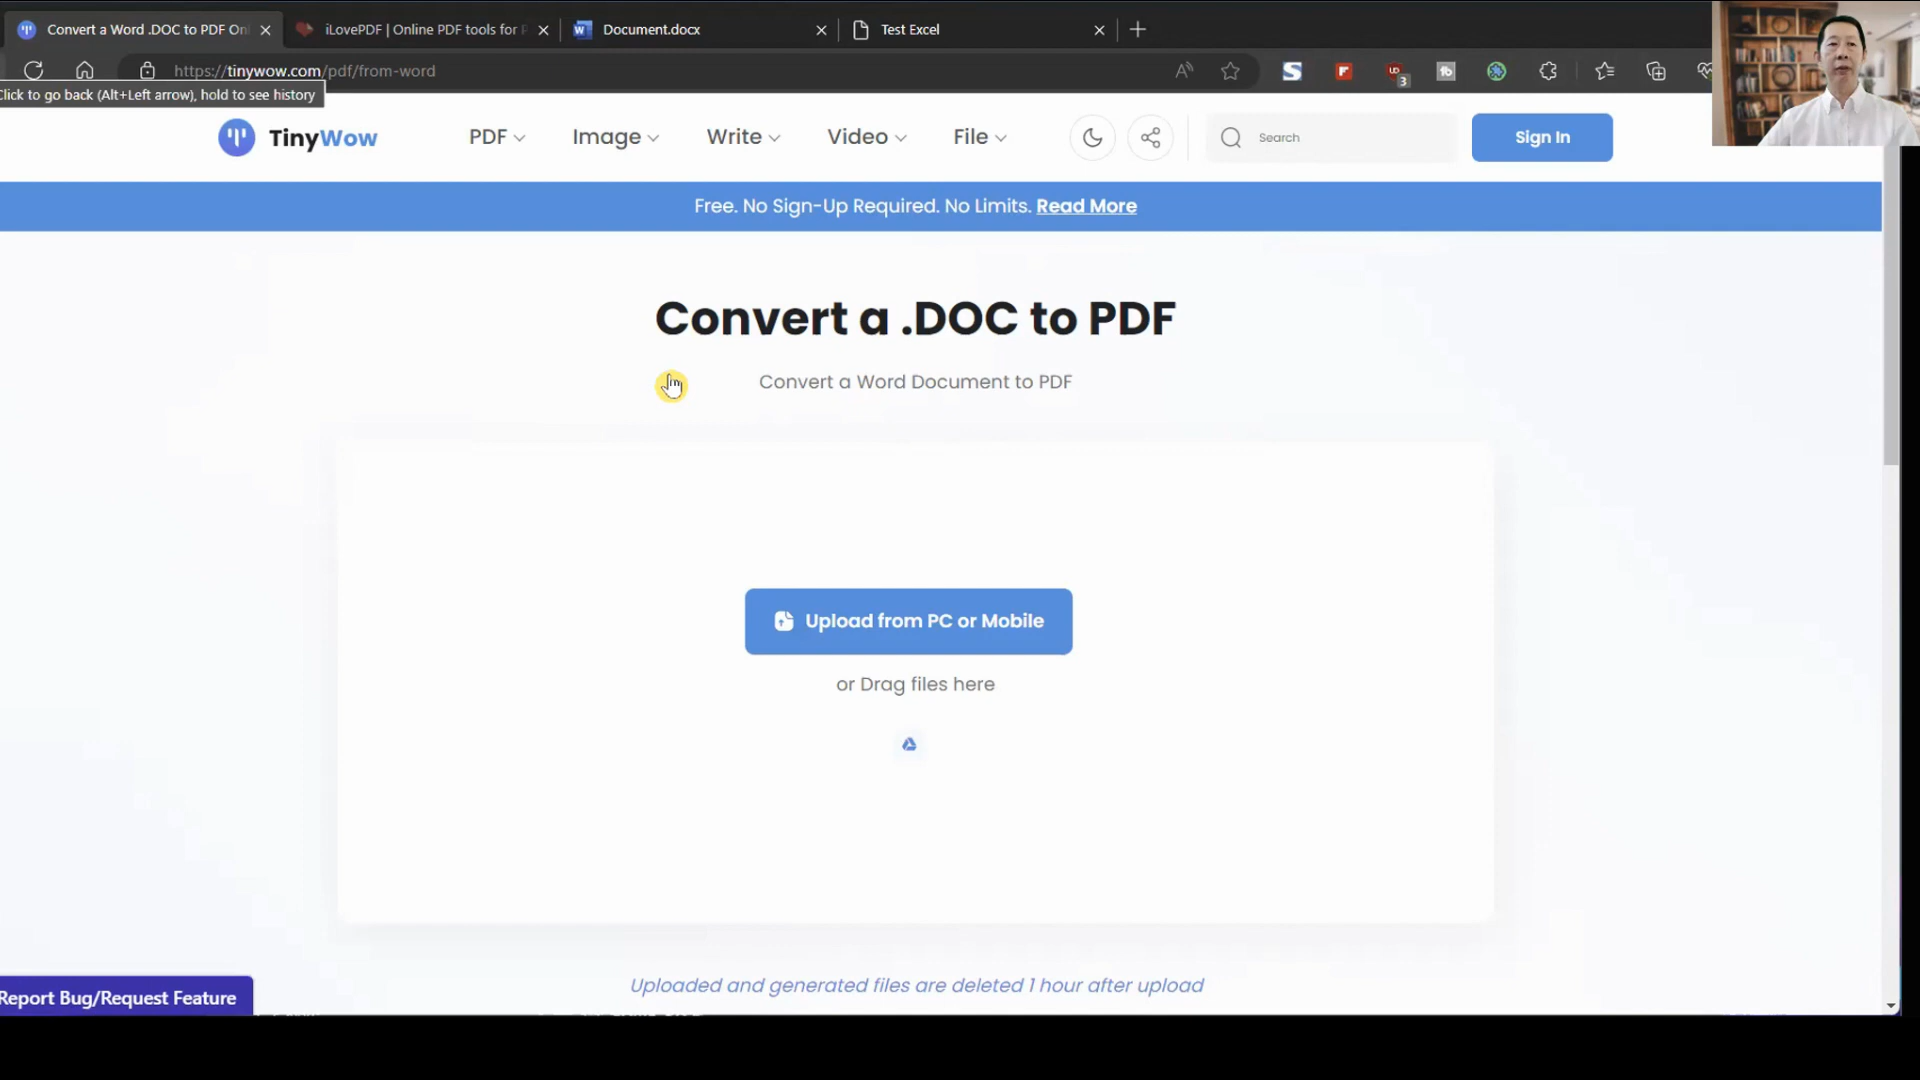 Convert a Word .DOC to PDF Onl
iLovePDF | Online PDF tools for P
Document.docx
Test Excel
https://tinywow.com/pdf/from-word
Click to go back (Alt+Left arrow), hold to see history
TinyWow
PDF
Image
Write
Video
File
Search
Sign In
Free. No Sign-Up Required. No Limits. Read More
Convert a .DOC to PDF
Convert a Word Document to PDF
Upload from PC or Mobile
or Drag files here
Uploaded and generated files are deleted 1 hour after upload
Report Bug/Request Feature